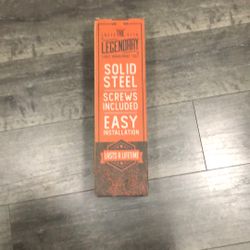 THE
LEGENDARY
SOLID
STEEL
SCREWS
INCLUDED
EASY
INSTALLATION
LASTS A LIFETIME